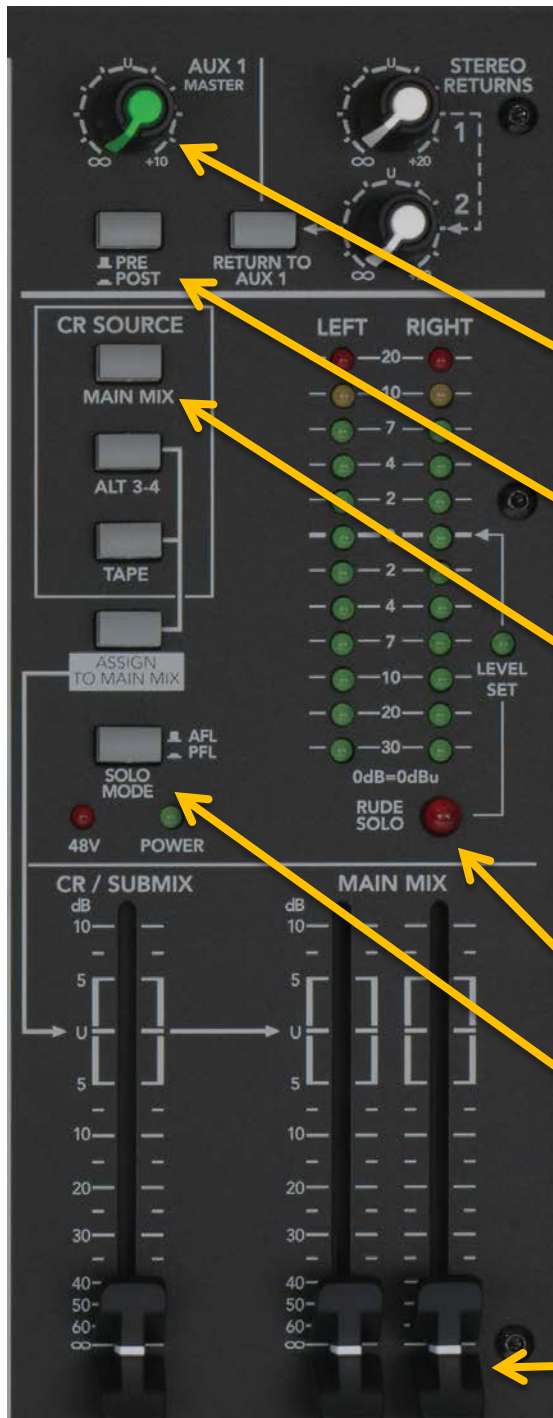 U
AUX 1
MASTER
∞ +10
STEREO
RETURNS
1
∞ +20
U
2
∞
PRE
POST
RETURN TO
AUX 1
CR SOURCE
MAIN MIX
ALT 3-4
TAPE
ASSIGN
TO MAIN MIX
LEFT RIGHT
20
10
7
4
2
2
4
7
10
20
30
0dB=0dBu
LEVEL
SET
AFL
PFL
SOLO
MODE
RUDE
SOLO
48V POWER
CR / SUBMIX
dB
10
5
U
5
10
20
30
40
50
60
∞
MAIN MIX
dB
10
5
U
5
10
20
30
40
50
60
∞